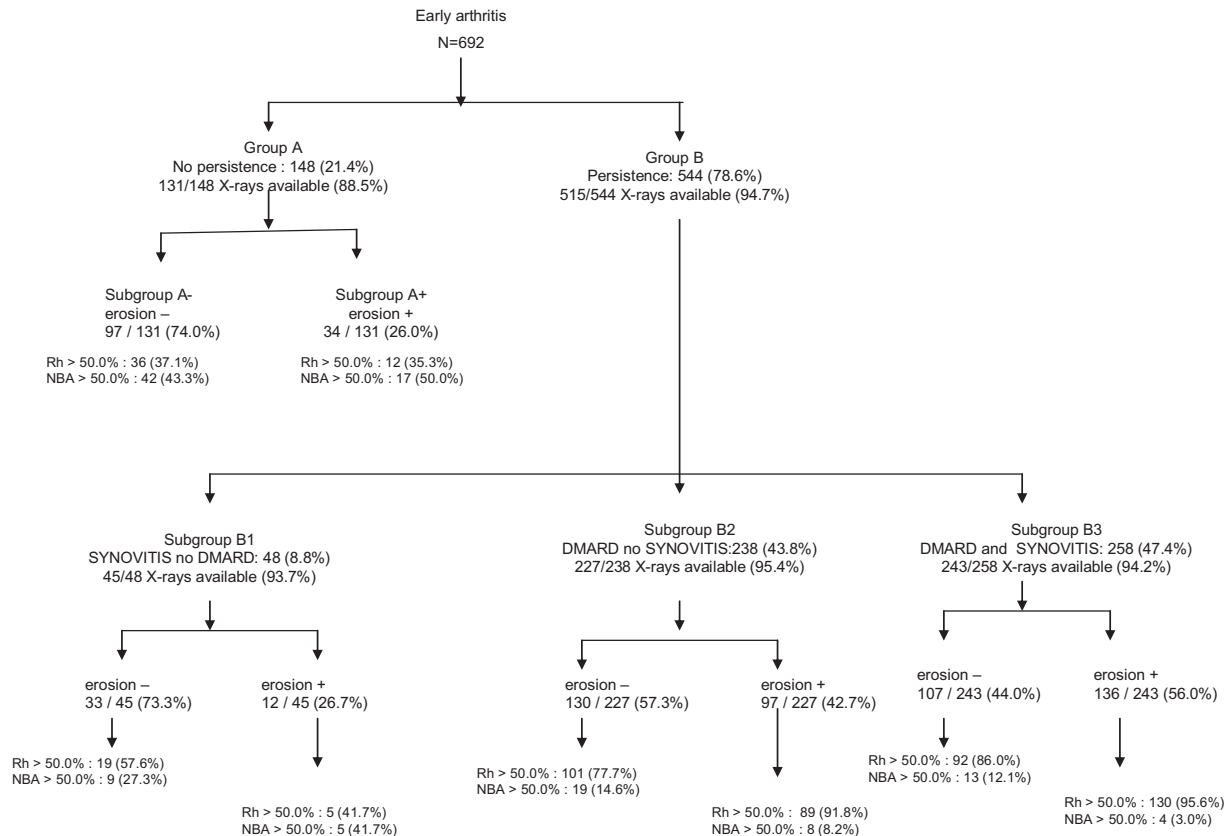 Early arthritis
N=692
Group A
No persistence : 148 (21.4%)
131/148 X-rays available (88.5%)
Group B
Persistence: 544 (78.6%)
515/544 X-rays available (94.7%)
Subgroup A-
erosion –
97 / 131 (74.0%)
Rh > 50.0% : 36 (37.1%)
NBA > 50.0% : 42 (43.3%)
Subgroup A+
erosion +
34 / 131 (26.0%)
Rh > 50.0% : 12 (35.3%)
NBA > 50.0% : 17 (50.0%)
Subgroup B1
SYNOVITIS no DMARD: 48 (8.8%)
45/48 X-rays available (93.7%)
Subgroup B2
DMARD no SYNOVITIS:238 (43.8%)
227/238 X-rays available (95.4%)
Subgroup B3
DMARD and SYNOVITIS: 258 (47.4%)
243/258 X-rays available (94.2%)
erosion –
33 / 45 (73.3%)
erosion +
12 / 45 (26.7%)
erosion –
130 / 227 (57.3%)
erosion +
97 / 227 (42.7%)
erosion –
107 / 243 (44.0%)
erosion +
136 / 243 (56.0%)
Rh > 50.0% : 19 (57.6%)
NBA > 50.0% : 9 (27.3%)
Rh > 50.0% : 5 (41.7%)
NBA > 50.0% : 5 (41.7%)
Rh > 50.0% : 101 (77.7%)
NBA > 50.0% : 19 (14.6%)
Rh > 50.0% : 89 (91.8%)
NBA > 50.0% : 8 (8.2%)
Rh > 50.0% : 92 (86.0%)
NBA > 50.0% : 13 (12.1%)
Rh > 50.0% : 130 (95.6%)
NBA > 50.0% : 4 (3.0%)